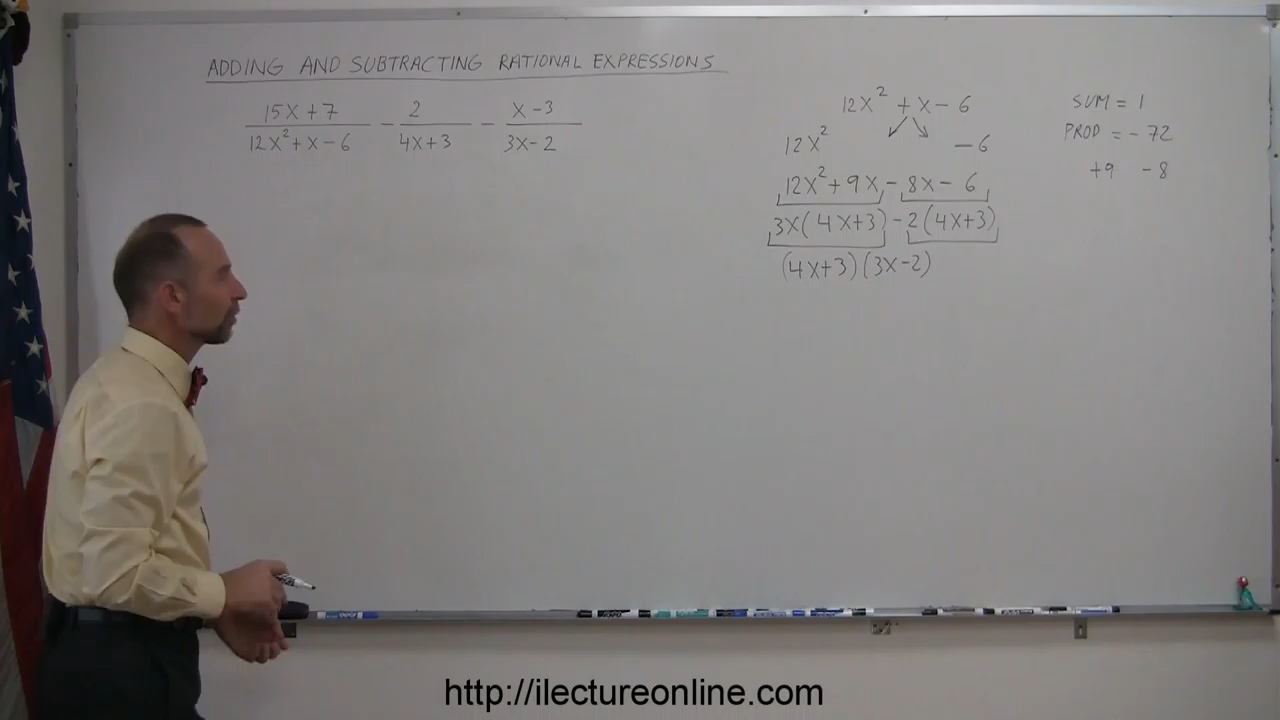 ADDING AND SUBTRACTING RATIONAL EXPRESSIONS
15X + 7 / 12X² + X - 6 - 2 / 4X + 3 - X - 3 / 3X - 2
12X² + X - 6
12X² - 6
12X² + 9X - 8X - 6
3X(4X+3) - 2(4X+3)
(4X+3)(3X-2)
SUM = 1
PROD = - 72
+9 -8
http://ilectureonline.com